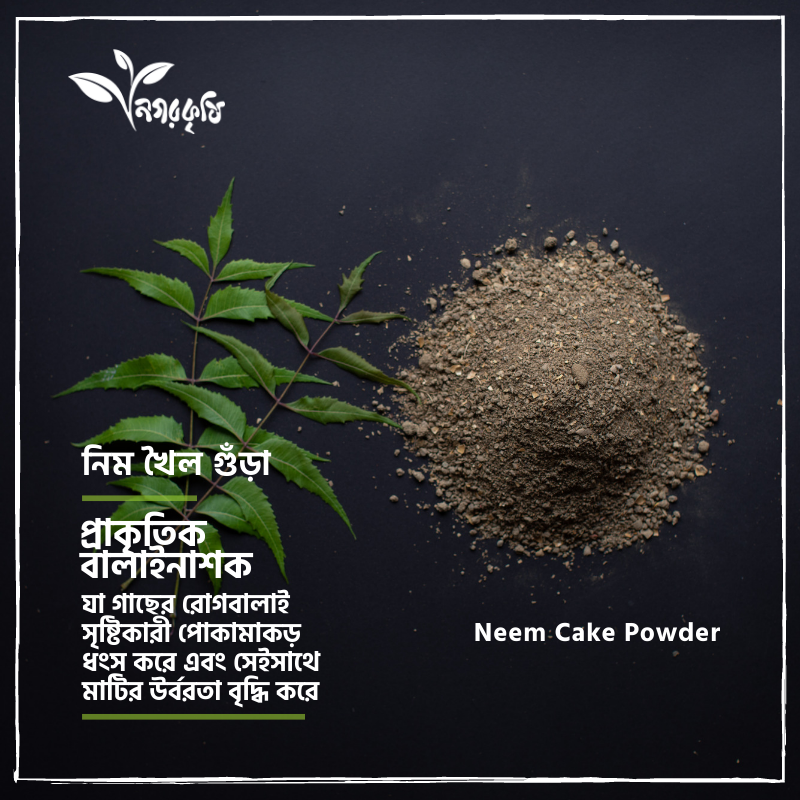 নগরকৃষি
নিম খৈল গুঁড়া
প্রাকৃতিক
বালাইনাশক
যা গাছের রোগবালাই
সৃষ্টিকারী পোকামাকড়
ধংস করে এবং সেইসাথে
মাটির উর্বরতা বৃদ্ধি করে
Neem Cake Powder